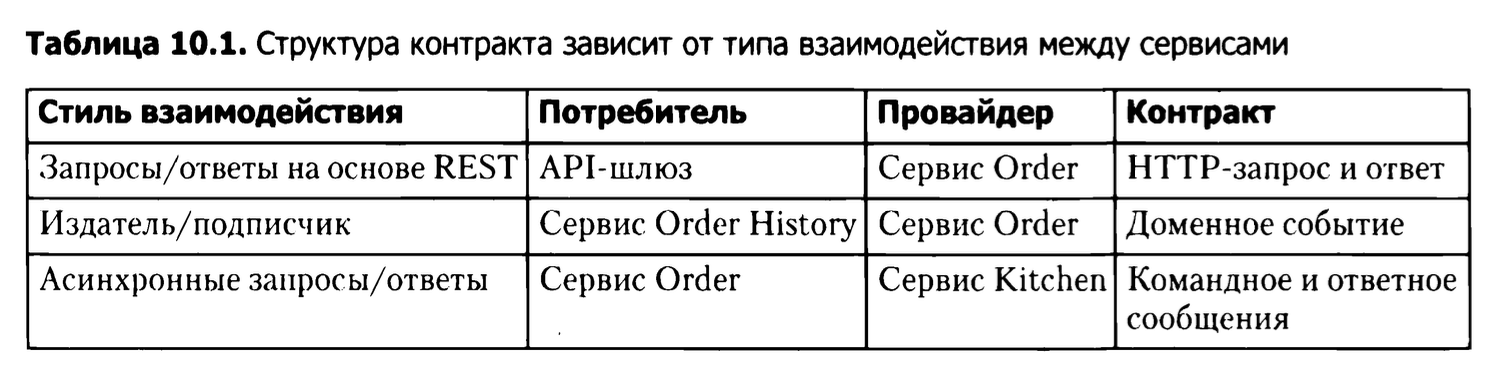 Таблица 10.1. Структура контракта зависит от типа взаимодействия между сервисами
Стиль взаимодействия Потребитель Провайдер Контракт
Запросы/ответы на основе REST API-шлюз Сервис Order HTTP-запрос и ответ
Издатель/подписчик Сервис Order History Сервис Order Доменное событие
Асинхронные запросы/ответы Сервис Order Сервис Kitchen Командное и ответное
сообщения